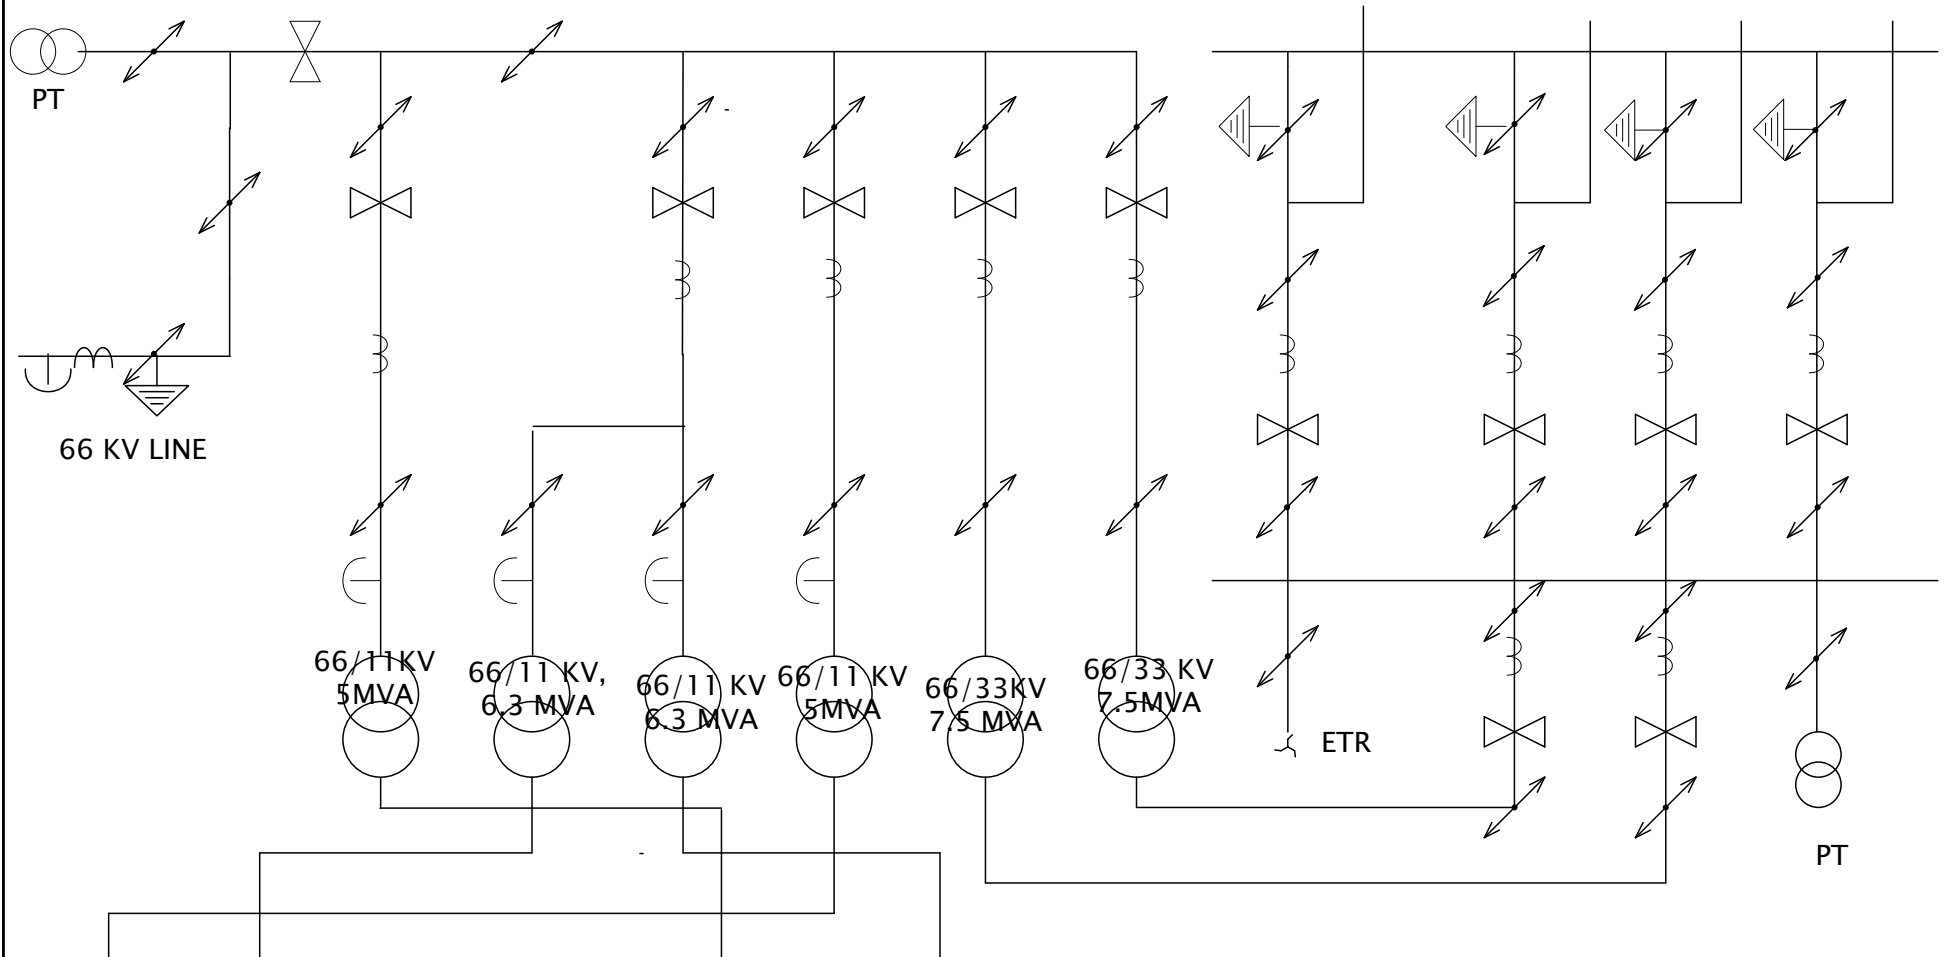 PT
66 KV LINE
66/11KV
5MVA
66/11 KV,
6.3 MVA
66/11 KV
6.3 MVA
66/11 KV
5MVA
66/33KV
7.5 MVA
66/33 KV
7.5MVA
ETR
PT